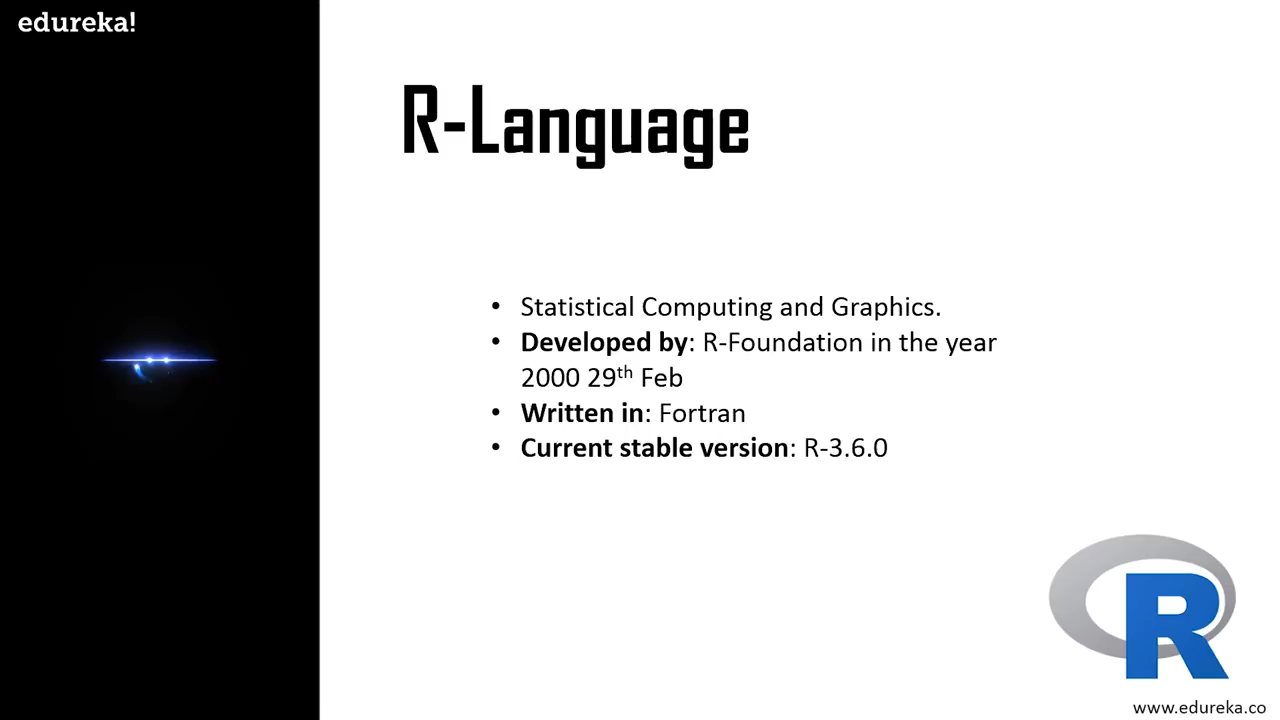 edureka!
R-Language
• Statistical Computing and Graphics.
• Developed by: R-Foundation in the year
2000 29th Feb
• Written in: Fortran
• Current stable version: R-3.6.0
R
www.edureka.co